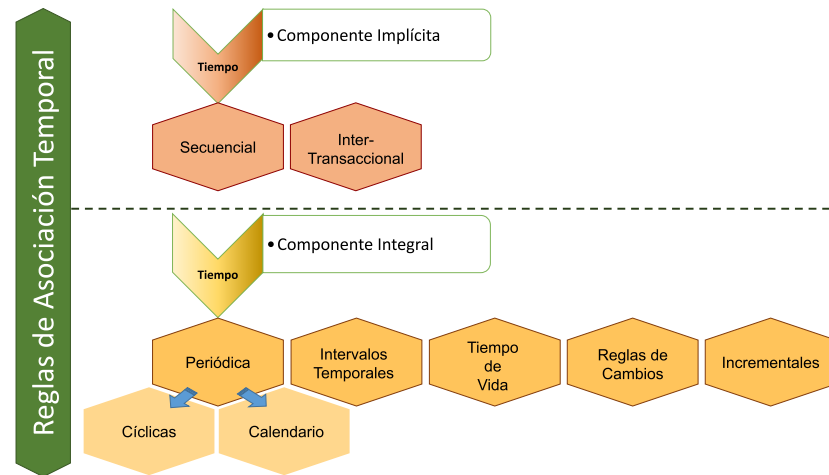 Reglas de Asociación Temporal
• Componente Implícita
Tiempo
Secuencial
Inter-
Transaccional
• Componente Integral
Tiempo
Periódica
Intervalos
Temporales
Tiempo
de
Vida
Reglas de
Cambios
Incrementales
Cíclicas
Calendario